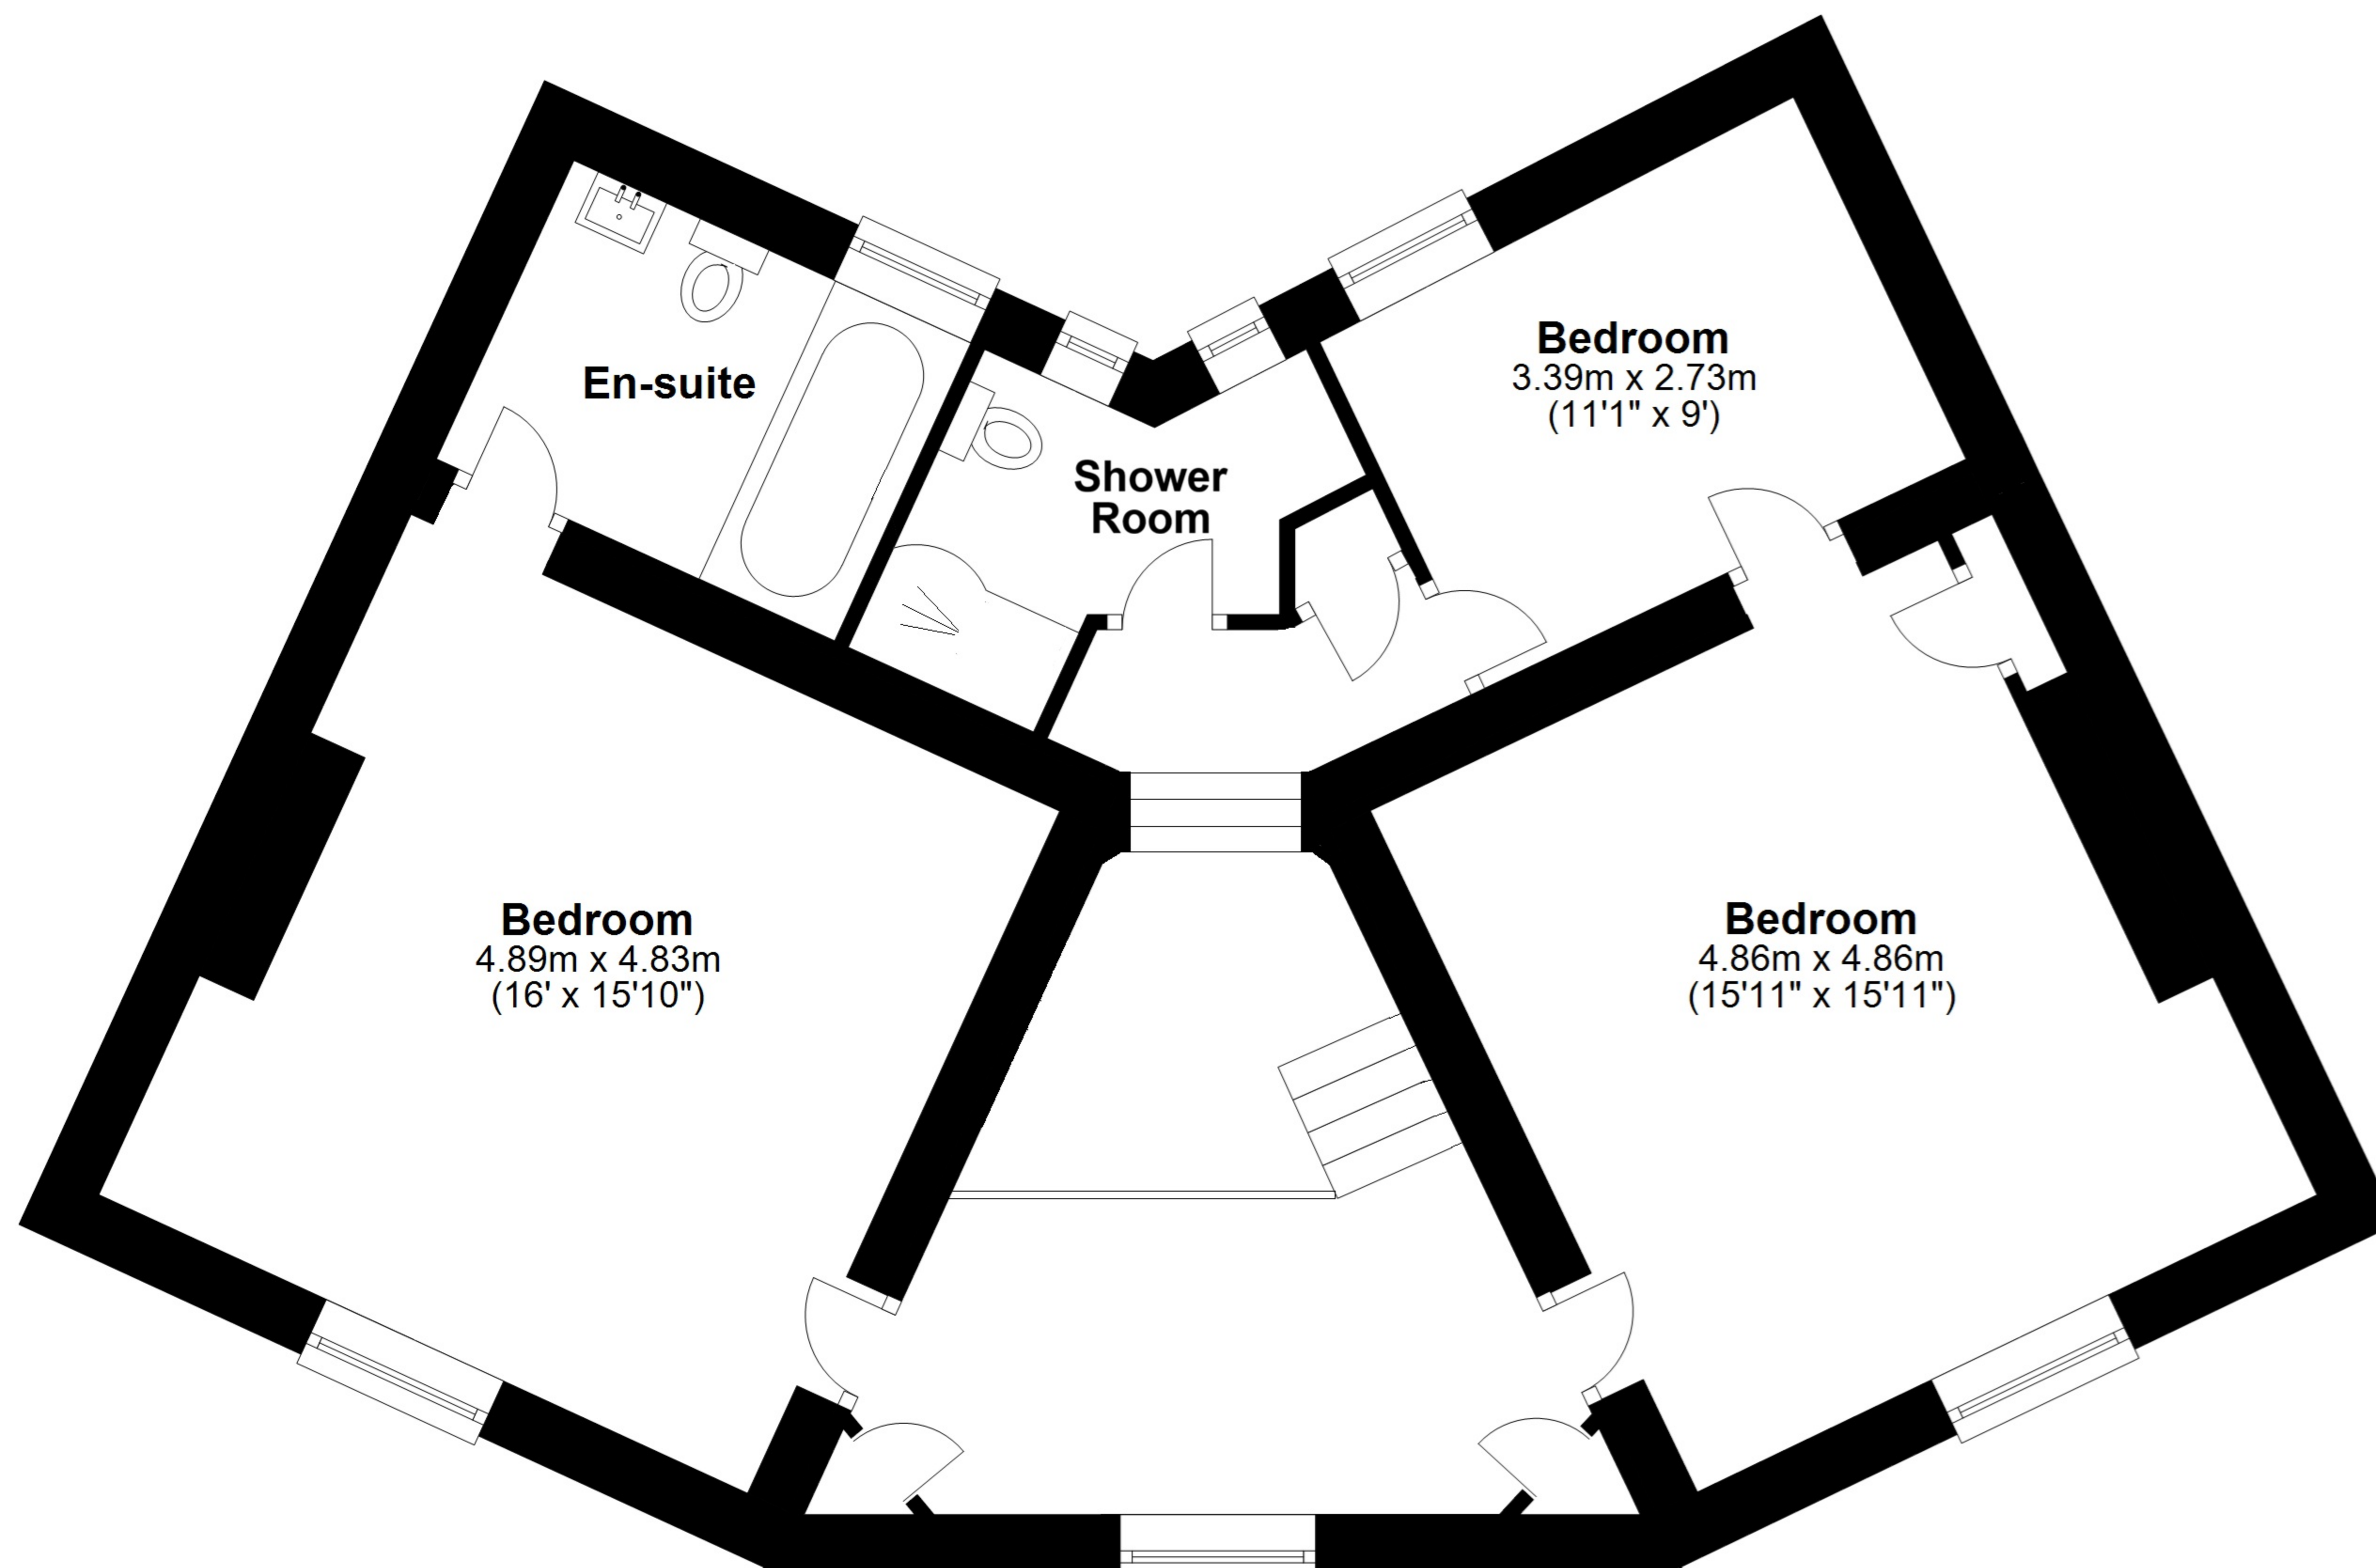 Bedroom
3.39m x 2.73m
(11'1" x 9')
En-suite
Shower
Room
Bedroom
4.89m x 4.83m
(16' x 15'10")
Bedroom
4.86m x 4.86m
(15'11" x 15'11")